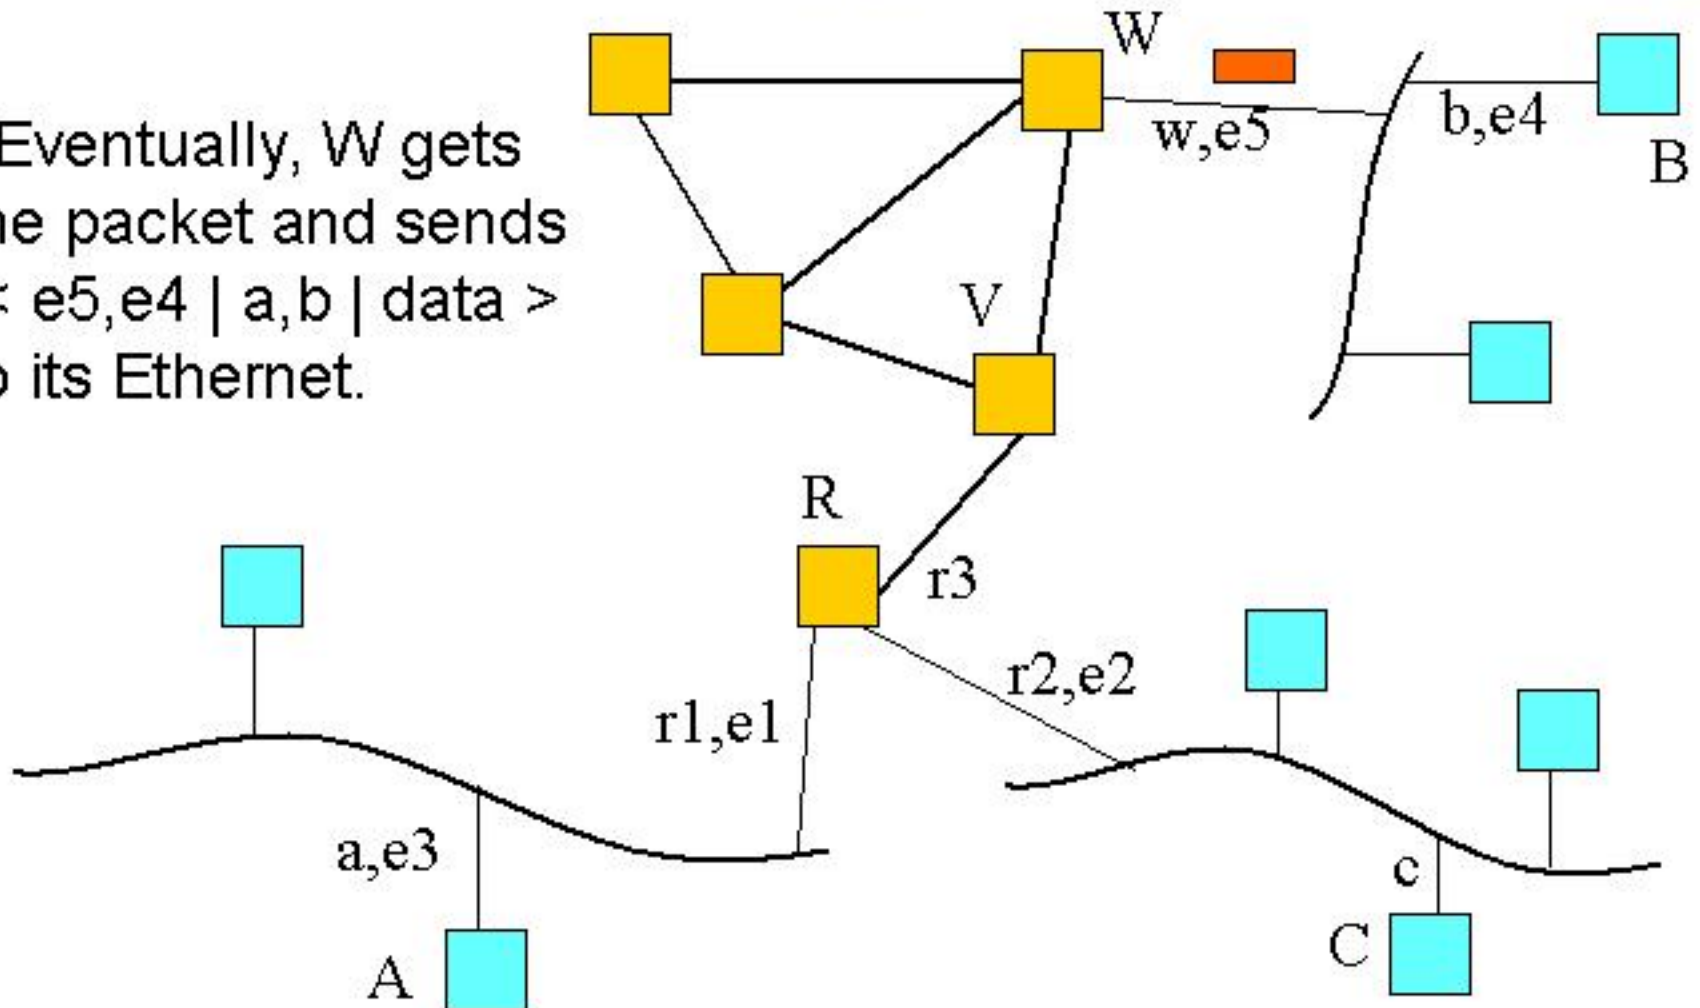 Eventually, W gets
he packet and sends
< e5,e4 | a,b | data >
o its Ethernet.
W
w,e5
b,e4
B
V
R
r3
r2,e2
r1,e1
a,e3
A
c
C